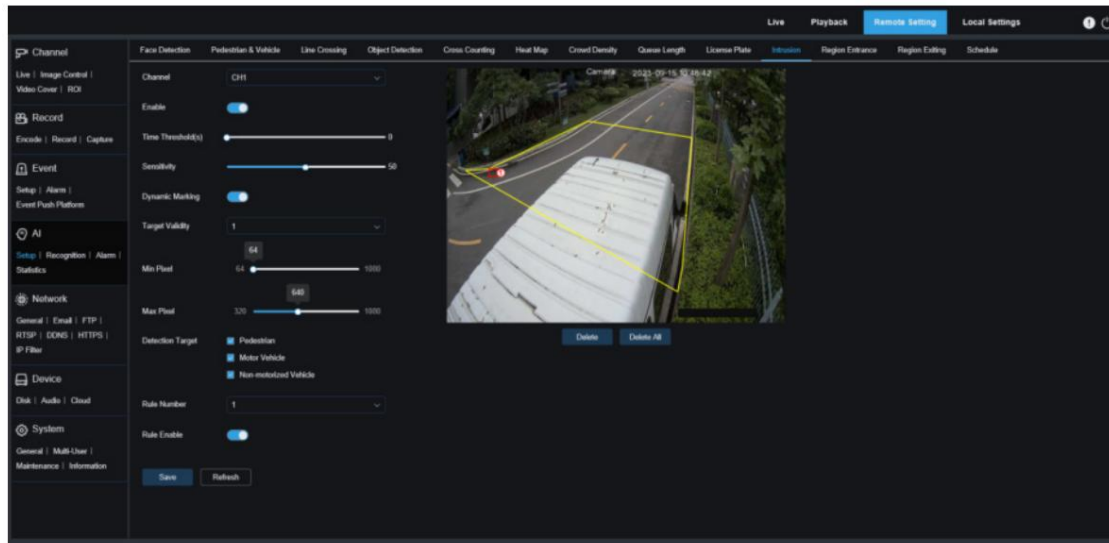 Live Playback Remote Setting Local Settings
Channel
Live | Image Control |
Video Cover | ROI
Record
Encode | Record | Capture
Event
Setup | Alarm |
Event Push Platform
AI
Setup | Recognition | Alarm |
Statistics
Network
General | Email | FTP |
RTSP | DDNS | HTTPS |
IP Filter
Device
Disk | Audio | Cloud
System
General | Multi-User |
Maintenance | Information
Face Detection Pedestrian & Vehicle Line Crossing Object Detection Cross Counting Heat Map Crowd Density Queue Length License Plate Intrusion Region Entrance Region Exiting Schedule
Channel CH1
Enable
Time Threshold(s) 0
Sensitivity 50
Dynamic Marking
Target Validity 1
64
Min Pixel 64 1080
640
Max Pixel 320 1080
Detection Target Pedestrian
Motor Vehicle
Non-motorized Vehicle
Rule Number 1
Rule Enable
Save Refresh
Camera 2021-09-15
Delete Delete All